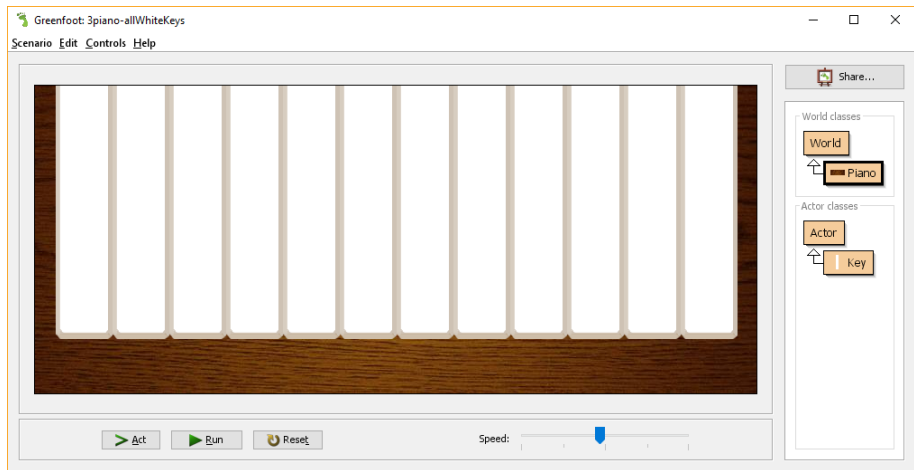 Greenfoot: 3piano-allWhiteKeys
Scenario Edit Controls Help
Share...
World classes
World
Piano
Actor classes
Actor
Key
Act Run Reset Speed: